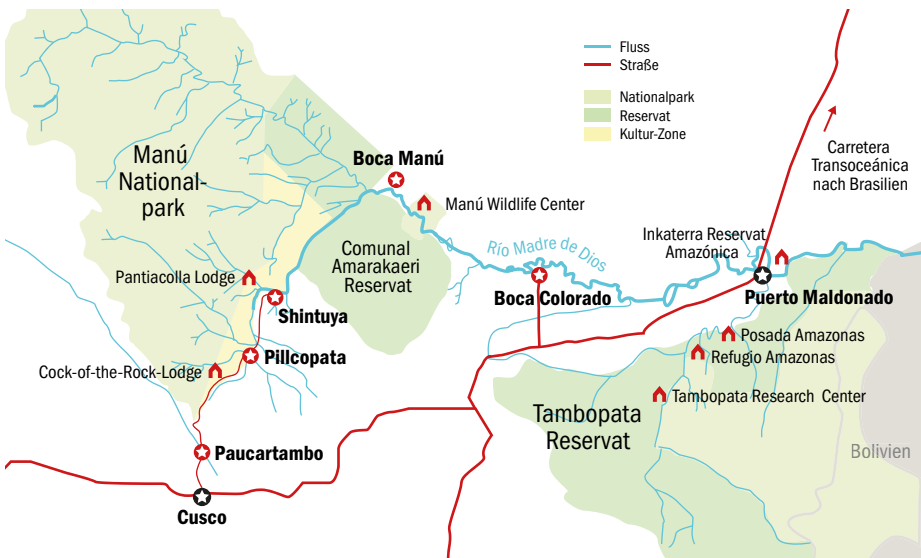 Fluss
Straße
Nationalpark
Reservat
Kultur-Zone
Carretera
Transoceánica
nach Brasilien
Manú
National-
park
Boca Manú
Manú Wildlife Center
Comunal
Amarakaeri
Reservat
Río Madre de Dios
Inkaterra Reservat
Amazónica
Pantiacolla Lodge
Shintuya
Boca Colorado
Puerto Maldonado
Pillcopata
Cock-of-the-Rock-Lodge
Posada Amazonas
Refugio Amazonas
Tambopata Research Center
Tambopata
Reservat
Bolivien
Paucartambo
Cusco